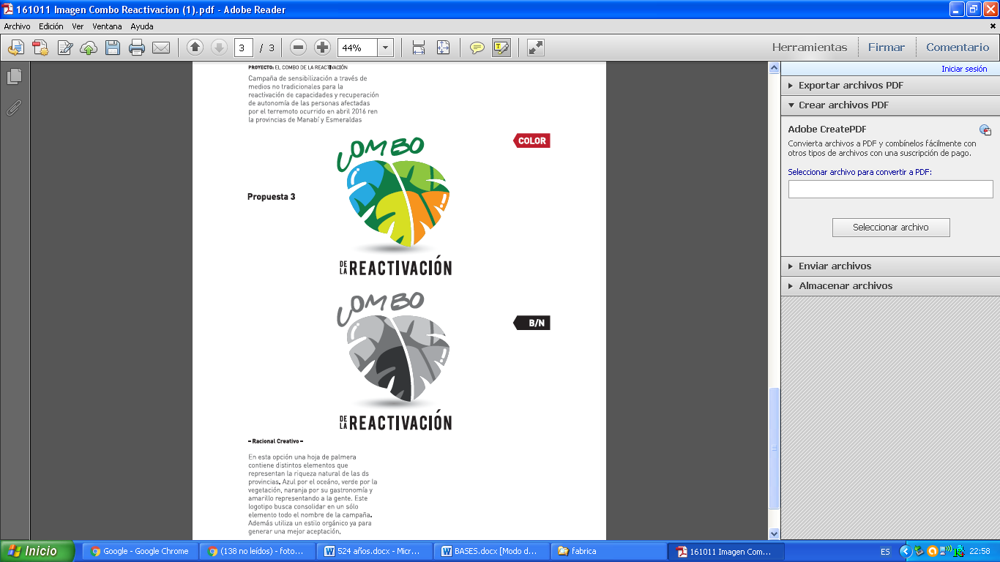 161011 Imagen Combo Reactivacion (1).pdf - Adobe Reader
Archivo Edición Ver Ventana Ayuda
3 / 3 44% Herramientas Firmar Comentario
Iniciar sesión
Exportar archivos PDF
Crear archivos PDF
Adobe CreatePDF
Convierta archivos a PDF y combínelos fácilmente con
otros tipos de archivos con una suscripción de pago.
Seleccionar archivo para convertir a PDF:
Seleccionar archivo
Enviar archivos
Almacenar archivos
PROYECTO: EL COMBO DE LA REACTIVACIÓN
Campaña de sensibilización a través de
medios no tradicionales para la
reactivación de capacidades y recuperación
de autonomía de las personas afectadas
por el terremoto ocurrido en abril 2016 ren
la provincias de Manabí y Esmeraldas
COLOR
COMBO
Propuesta 3
DE LA REACTIVACIÓN
COMBO
B/N
DE LA REACTIVACIÓN
– Racional Creativo –
En esta opción una hoja de palmera
contiene distintos elementos que
representan la riqueza natural de las ds
provincias. Azul por el océano, verde por la
vegetación, naranja por su gastronomía y
amarillo representando a la gente. Este
logotipo busca consolidar en un sólo
elemento todo el nombre de la campaña.
Además utiliza un estilo orgánico ya para
generar una mejor aceptación.
Inicio Google - Google Chrome (138 no leídos) - foto... 524 años.docx - Micr... BASES.docx [Modo d... fabrica 161011 Imagen Com... ES 22:58